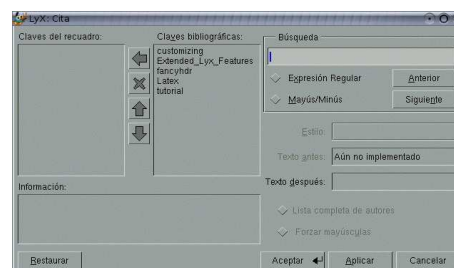 LyX: Cita
Claves del recuadro:
Claves bibliográficas:
customizing
Extended_Lyx_Features
fancyhdr
Latex
tutorial
Búsqueda
Expresión Regular
Anterior
Mayús/Minús
Siguiente
Estilo:
Texto antes:
Aún no implementado
Texto después:
Información:
Lista completa de autores
Forzar mayúsculas
Restaurar
Aceptar
Aplicar
Cancelar